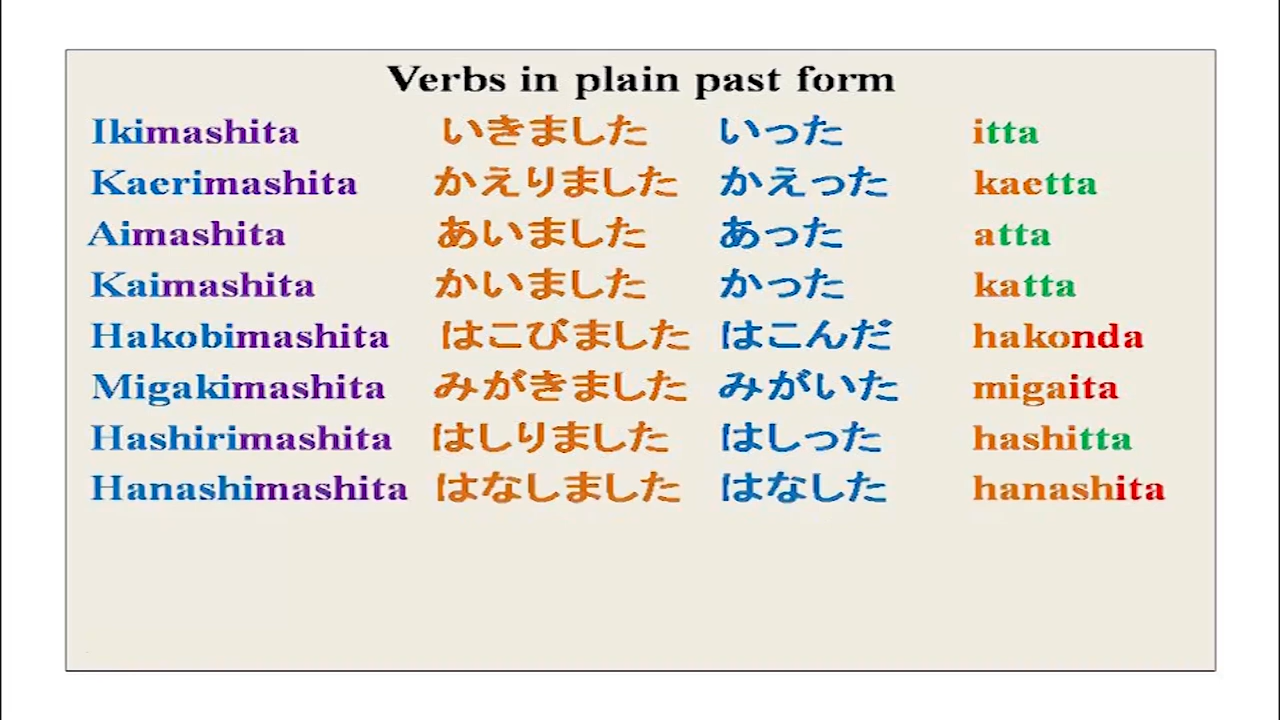 Verbs in plain past form
Ikimashita いきました いった itta
Kaerimashita かえりました かえった kaetta
Aimashita あいました あった atta
Kaimashita かいました かった katta
Hakobimashita はこびました はこんだ hakonda
Migakimashita みがきました みがいた migaita
Hashirimashita はしりました はしった hashitta
Hanashimashita はなしました はなした hanashita